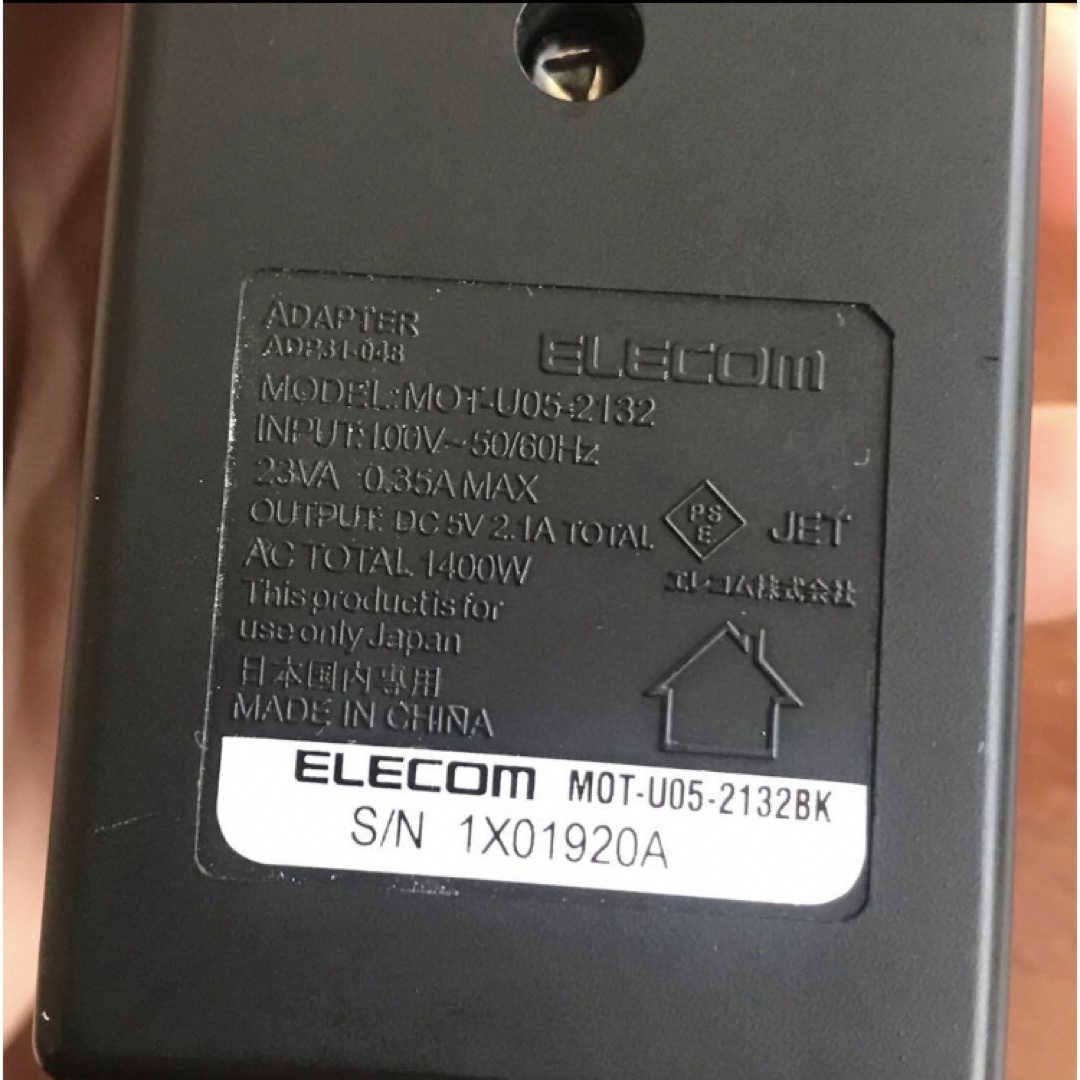 ADAPTER
ADP31-048
ELECOM
MODEL:MOT-U05-2132
INPUT:100V~50/60Hz
23VA 0.35A MAX
OUTPUT: DC 5V 2.1A TOTAL
AC TOTAL 1400W
This product is for
use only Japan
日本国内専用
MADE IN CHINA
PS
E
JET
エレコム株式会社
ELECOM MOT-U05-2132BK
S/N 1X01920A